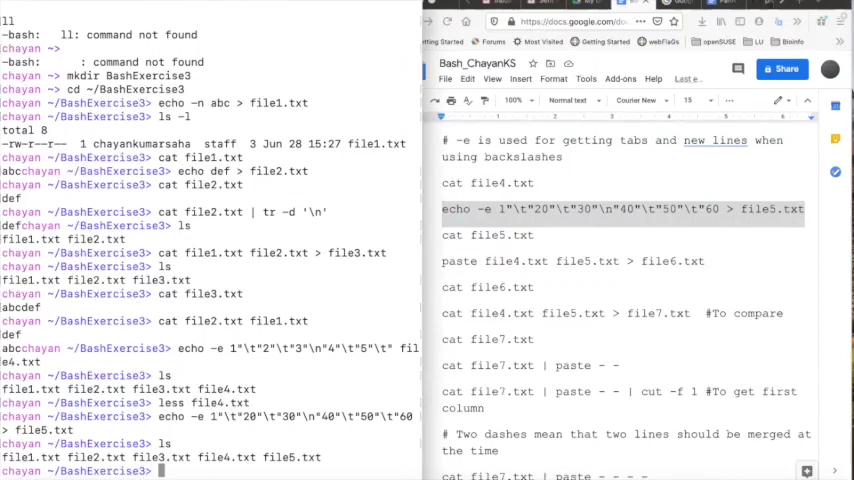 ll
-bash:   ll: command not found
chayan ~>
-bash:      : command not found
chayan ~> mkdir BashExercise3
chayan ~> cd ~/BashExercise3
chayan ~/BashExercise3> echo -n abc > file1.txt
chayan ~/BashExercise3> ls -l
total 8
-rw-r--r--  1 chayankumarsaha  staff  3 Jun 28 15:27 file1.txt
chayan ~/BashExercise3> cat file1.txt
abcchayan ~/BashExercise3> echo def > file2.txt
chayan ~/BashExercise3> cat file2.txt
def
chayan ~/BashExercise3> cat file2.txt | tr -d '\n'
defchayan ~/BashExercise3> ls
file1.txt file2.txt
chayan ~/BashExercise3> cat file1.txt file2.txt > file3.txt
chayan ~/BashExercise3> ls
file1.txt file2.txt file3.txt
chayan ~/BashExercise3> cat file3.txt
abcdef
chayan ~/BashExercise3> cat file2.txt file1.txt
def
abcchayan ~/BashExercise3> echo -e 1"\t"2"\t"3"\n"4"\t"5"\t" fil
e4.txt
chayan ~/BashExercise3> ls
file1.txt file2.txt file3.txt file4.txt
chayan ~/BashExercise3> less file4.txt
chayan ~/BashExercise3> echo -e 1"\t"20"\t"30"\n"40"\t"50"\t"60
> file5.txt
chayan ~/BashExercise3> ls
file1.txt file2.txt file3.txt file4.txt file5.txt
chayan ~/BashExercise3>
https://docs.google.com/do
etting Started Forums Most Visited Getting Started webFlaGs openSUSE LU Bioinfo
Bash_ChayanKS
Share
File Edit View Insert Format Tools Add-ons Help Last e...
100% Normal text Courier New 15
2 3 4 5 6
# -e is used for getting tabs and new lines when
using backslashes
cat file4.txt
echo -e 1"\t"20"\t"30"\n"40"\t"50"\t"60 > file5.txt
cat file5.txt
paste file4.txt file5.txt > file6.txt
cat file6.txt
cat file4.txt file5.txt > file7.txt  #To compare
cat file7.txt
cat file7.txt | paste - -
cat file7.txt | paste - - | cut -f 1 #To get first
column
# Two dashes mean that two lines should be merged at
the time
cat file7.txt | paste - - - -